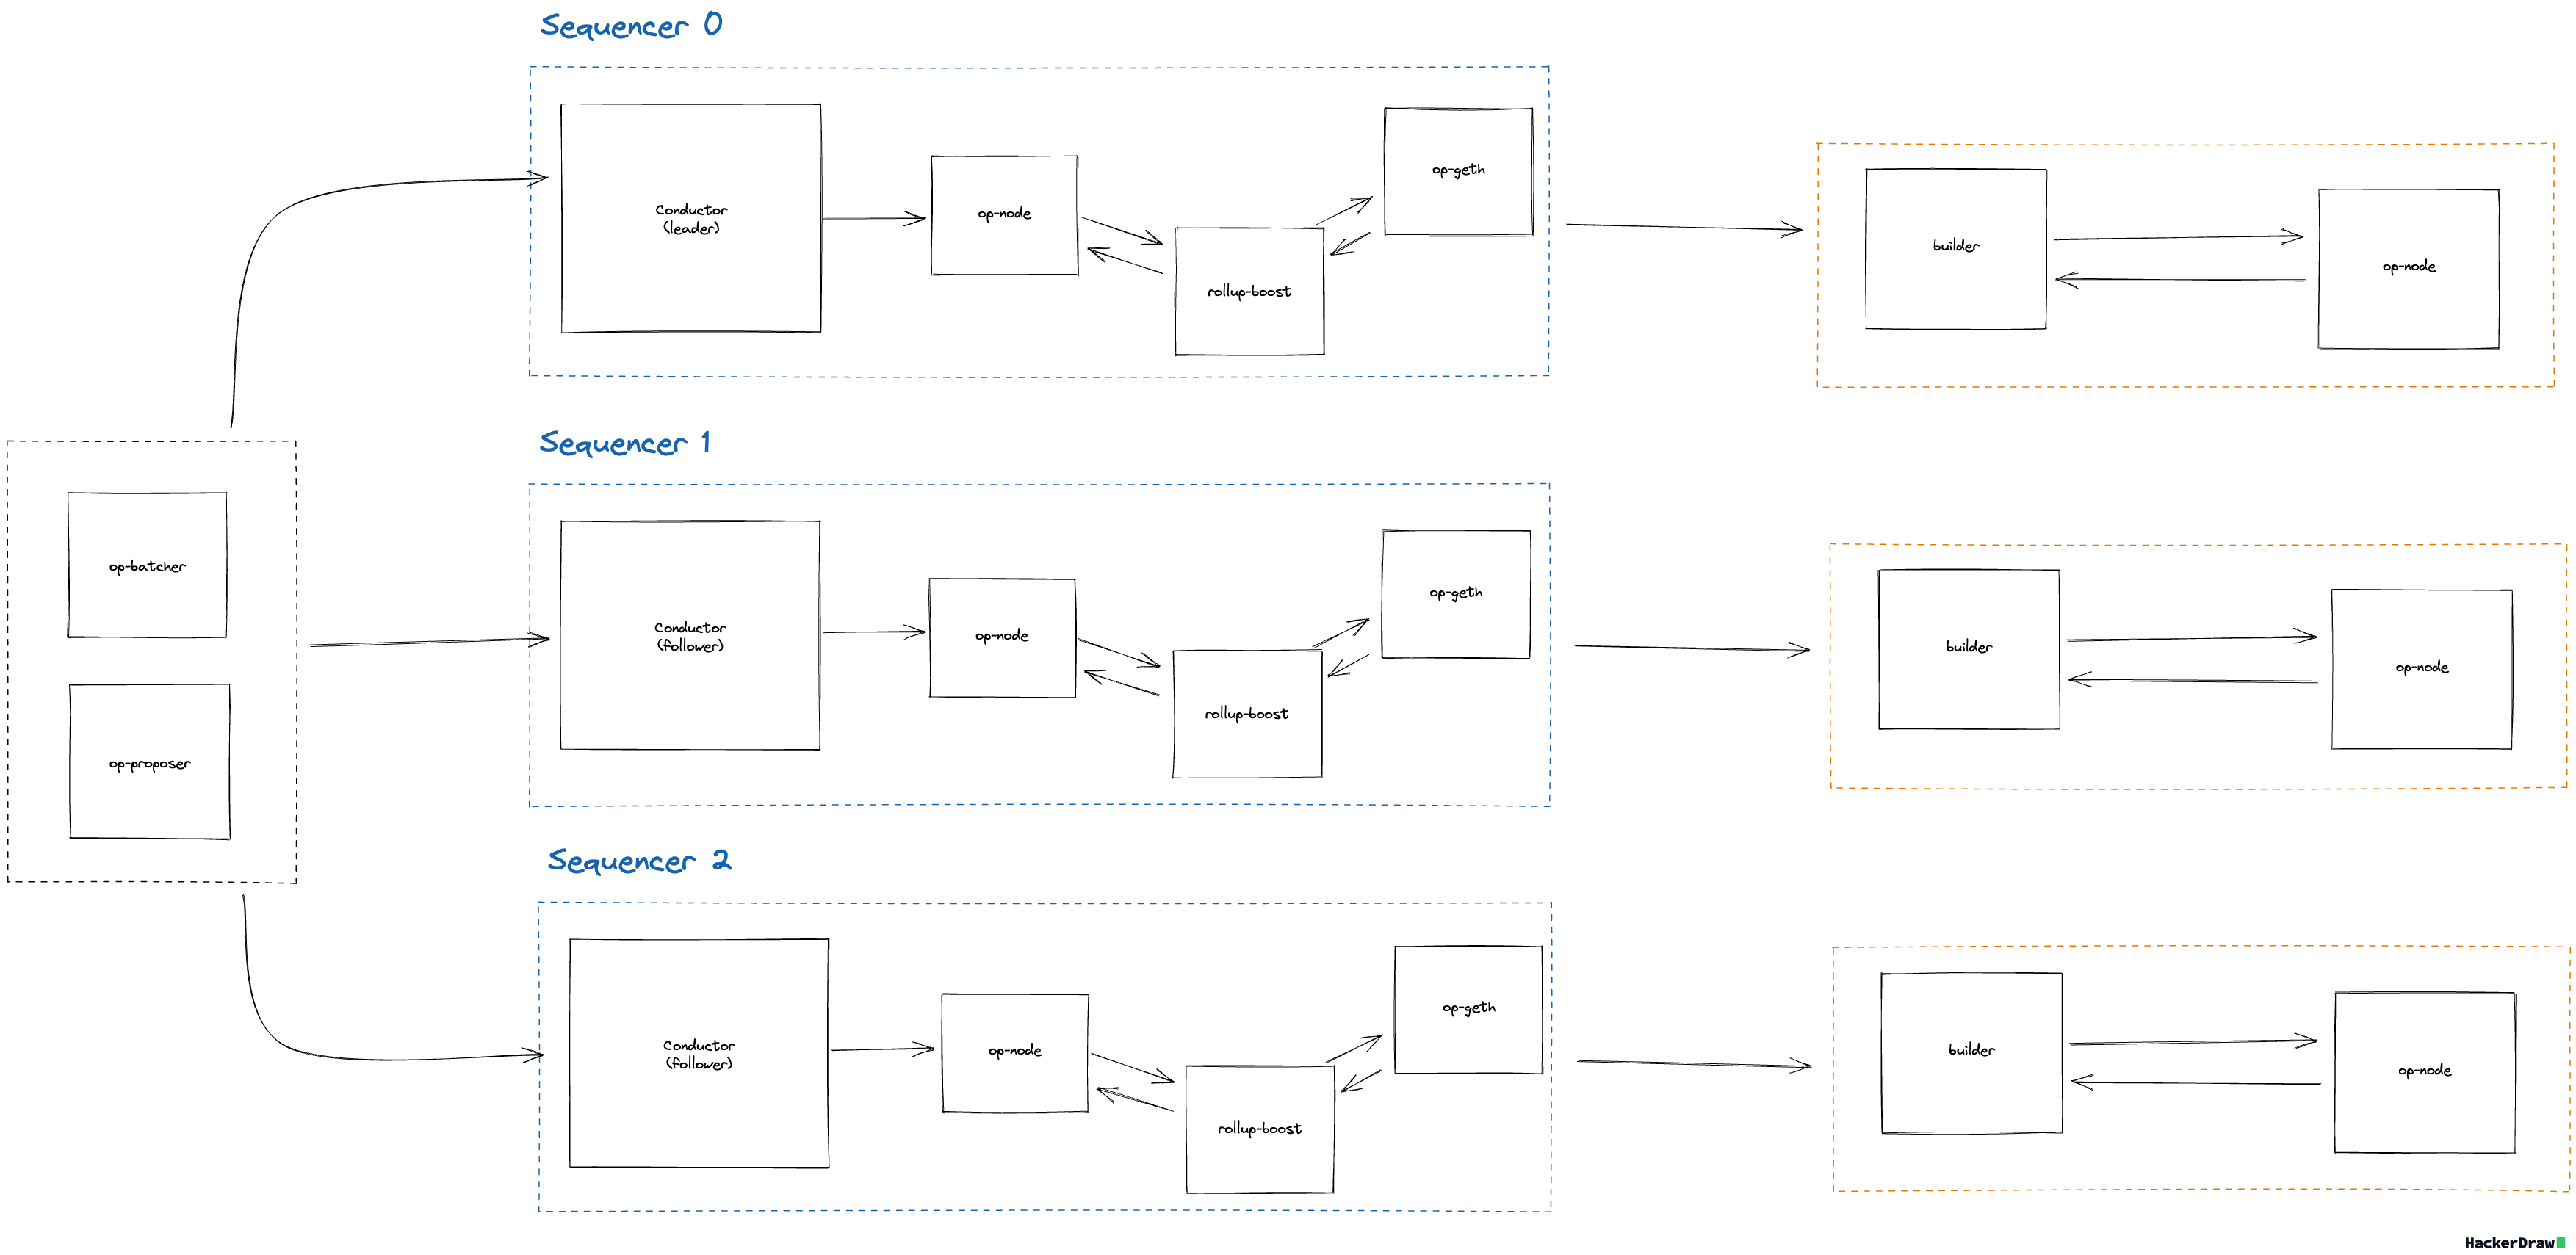 Sequencer 0
Conductor
(leader)
op-node
rollup-boost
op-geth
builder
op-node
op-batcher
op-proposer
Sequencer 1
Conductor
(follower)
op-node
rollup-boost
op-geth
builder
op-node
Sequencer 2
Conductor
(follower)
op-node
rollup-boost
op-geth
builder
op-node
HackerDraw